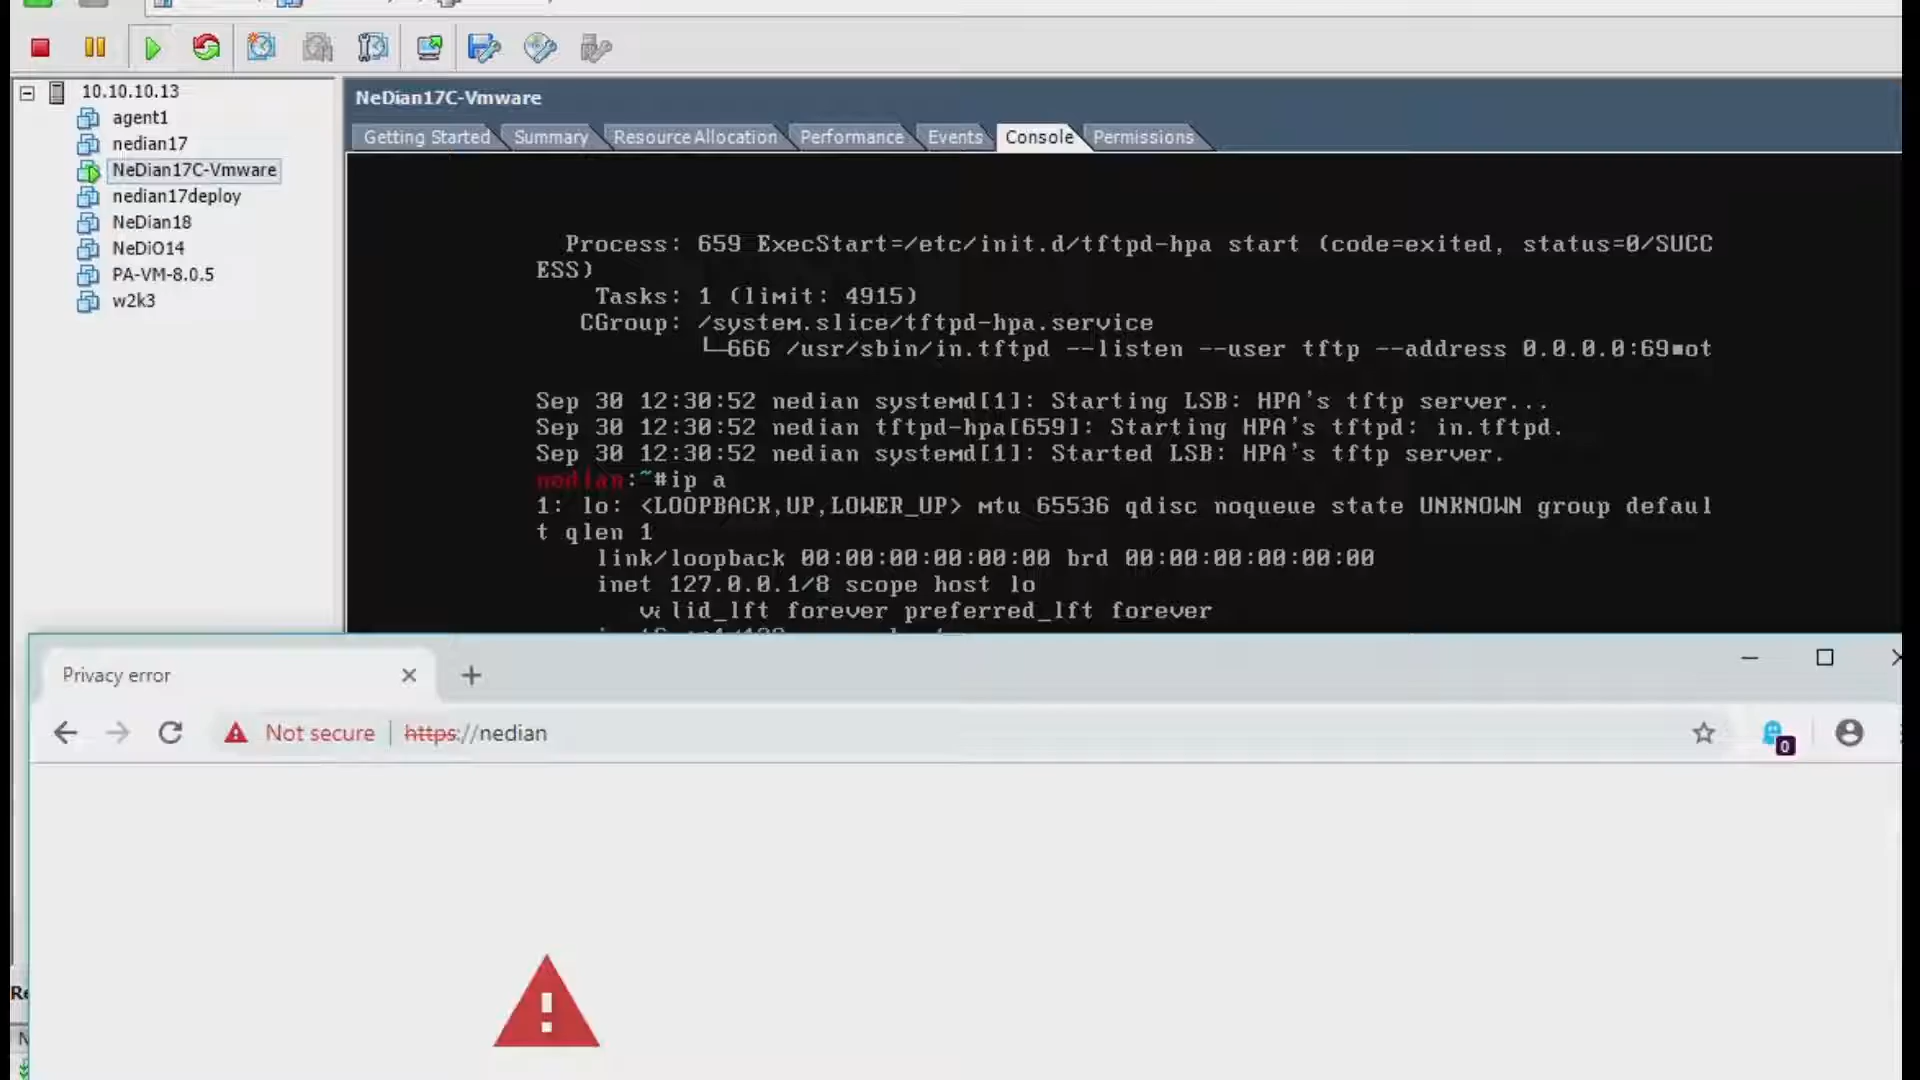 10.10.10.13
agent1
nedian17
NeDian17C-Vmware
nedian17deploy
NeDian18
NeDiO14
PA-VM-8.0.5
w2k3
NeDian17C-Vmware
Getting Started Summary Resource Allocation Performance Events Console Permissions
Process: 659 ExecStart=/etc/init.d/tftpd-hpa start (code=exited, status=0/SUCC
ESS)
Tasks: 1 (limit: 4915)
CGroup: /system.slice/tftpd-hpa.service
└─666 /usr/sbin/in.tftpd --listen --user tftp --address 0.0.0.0:69■ot
Sep 30 12:30:52 nedian systemd[1]: Starting LSB: HPA's tftp server...
Sep 30 12:30:52 nedian tftpd-hpa[659]: Starting HPA's tftpd: in.tftpd.
Sep 30 12:30:52 nedian systemd[1]: Started LSB: HPA's tftp server.
nedian:~#ip a
1: lo: <LOOPBACK,UP,LOWER_UP> mtu 65536 qdisc noqueue state UNKNOWN group defaul
t qlen 1
link/loopback 00:00:00:00:00:00 brd 00:00:00:00:00:00
inet 127.0.0.1/8 scope host lo
valid_lft forever preferred_lft forever
Privacy error
Not secure https://nedian
0